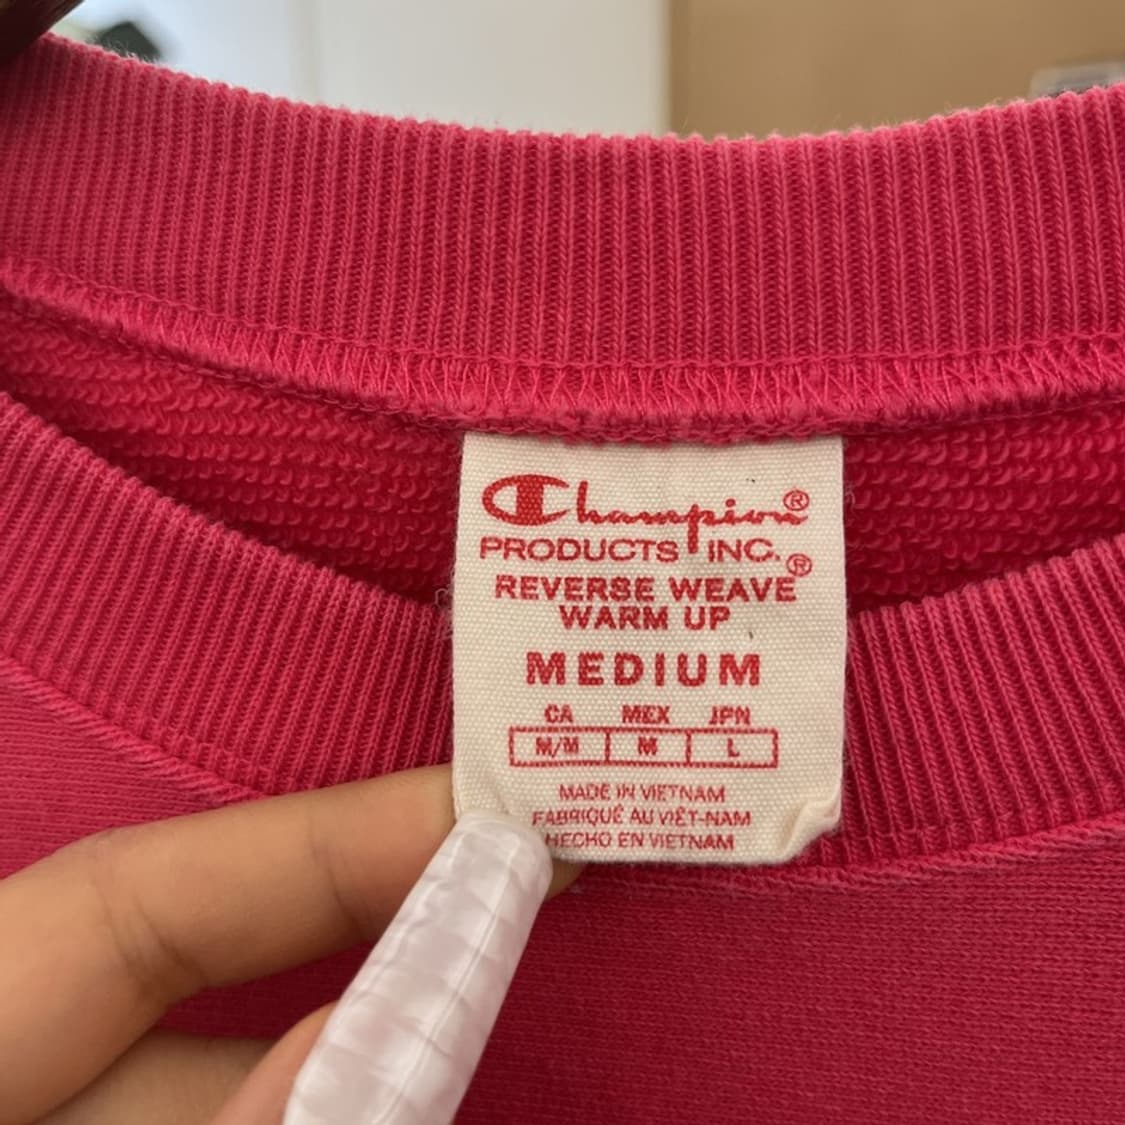 Champion®
PRODUCTS INC.
REVERSE WEAVE®
WARM UP
MEDIUM
CA MEX JPN
M/M M L
MADE IN VIETNAM
FABRIQUÉ AU VIÊT-NAM
HECHO EN VIETNAM